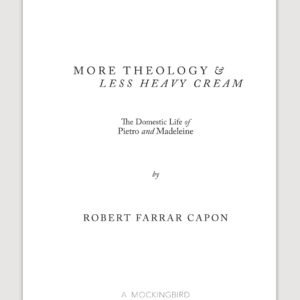 MORE THEOLOGY &
LESS HEAVY CREAM
The Domestic Life of
Pietro and Madeleine
by
ROBERT FARRAR CAPON
A MOCKINGBIRD